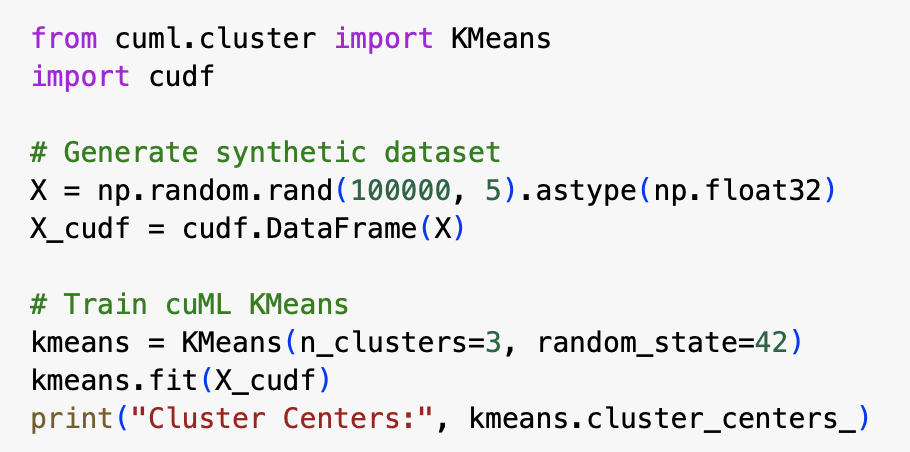 from cuml.cluster import KMeans
import cudf

# Generate synthetic dataset
X = np.random.rand(100000, 5).astype(np.float32)
X_cudf = cudf.DataFrame(X)

# Train cuML KMeans
kmeans = KMeans(n_clusters=3, random_state=42)
kmeans.fit(X_cudf)
print("Cluster Centers:", kmeans.cluster_centers_)